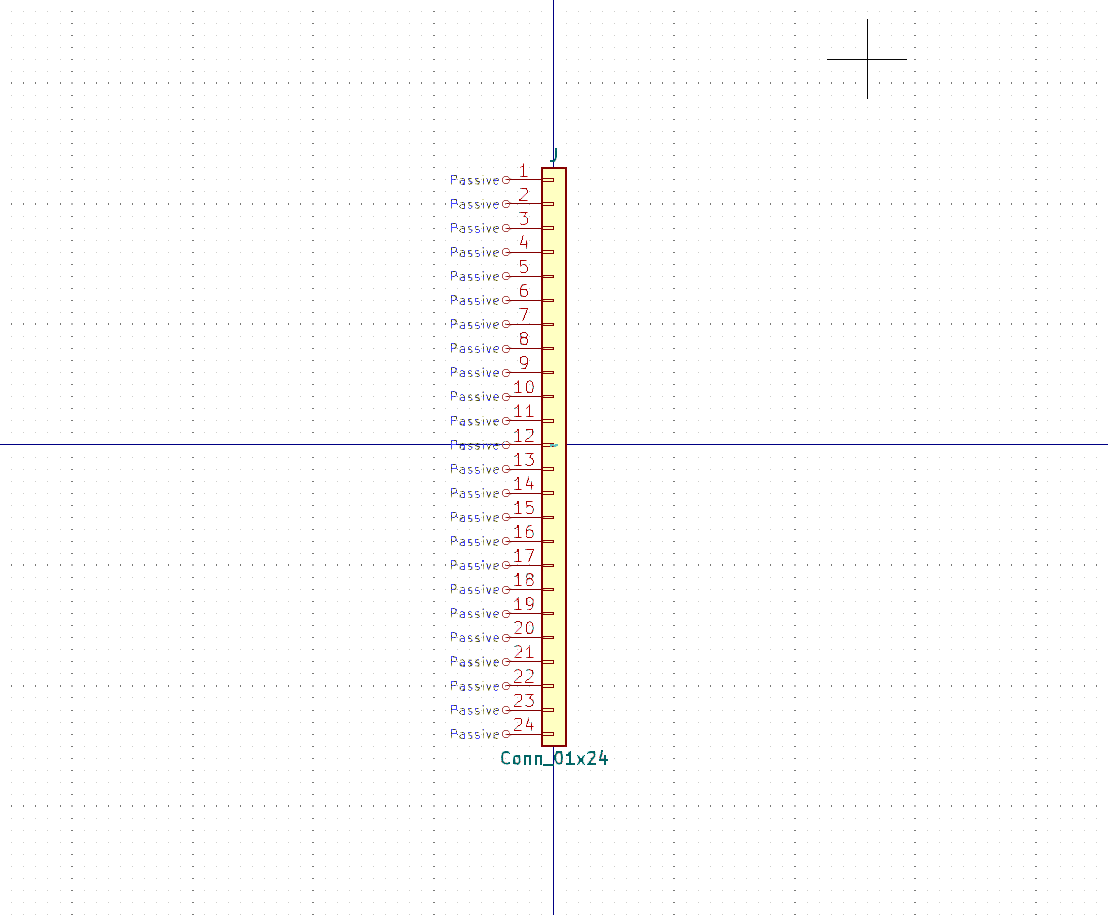 J
Passive 1
Passive 2
Passive 3
Passive 4
Passive 5
Passive 6
Passive 7
Passive 8
Passive 9
Passive 10
Passive 11
Passive 12
Passive 13
Passive 14
Passive 15
Passive 16
Passive 17
Passive 18
Passive 19
Passive 20
Passive 21
Passive 22
Passive 23
Passive 24
Conn_01x24